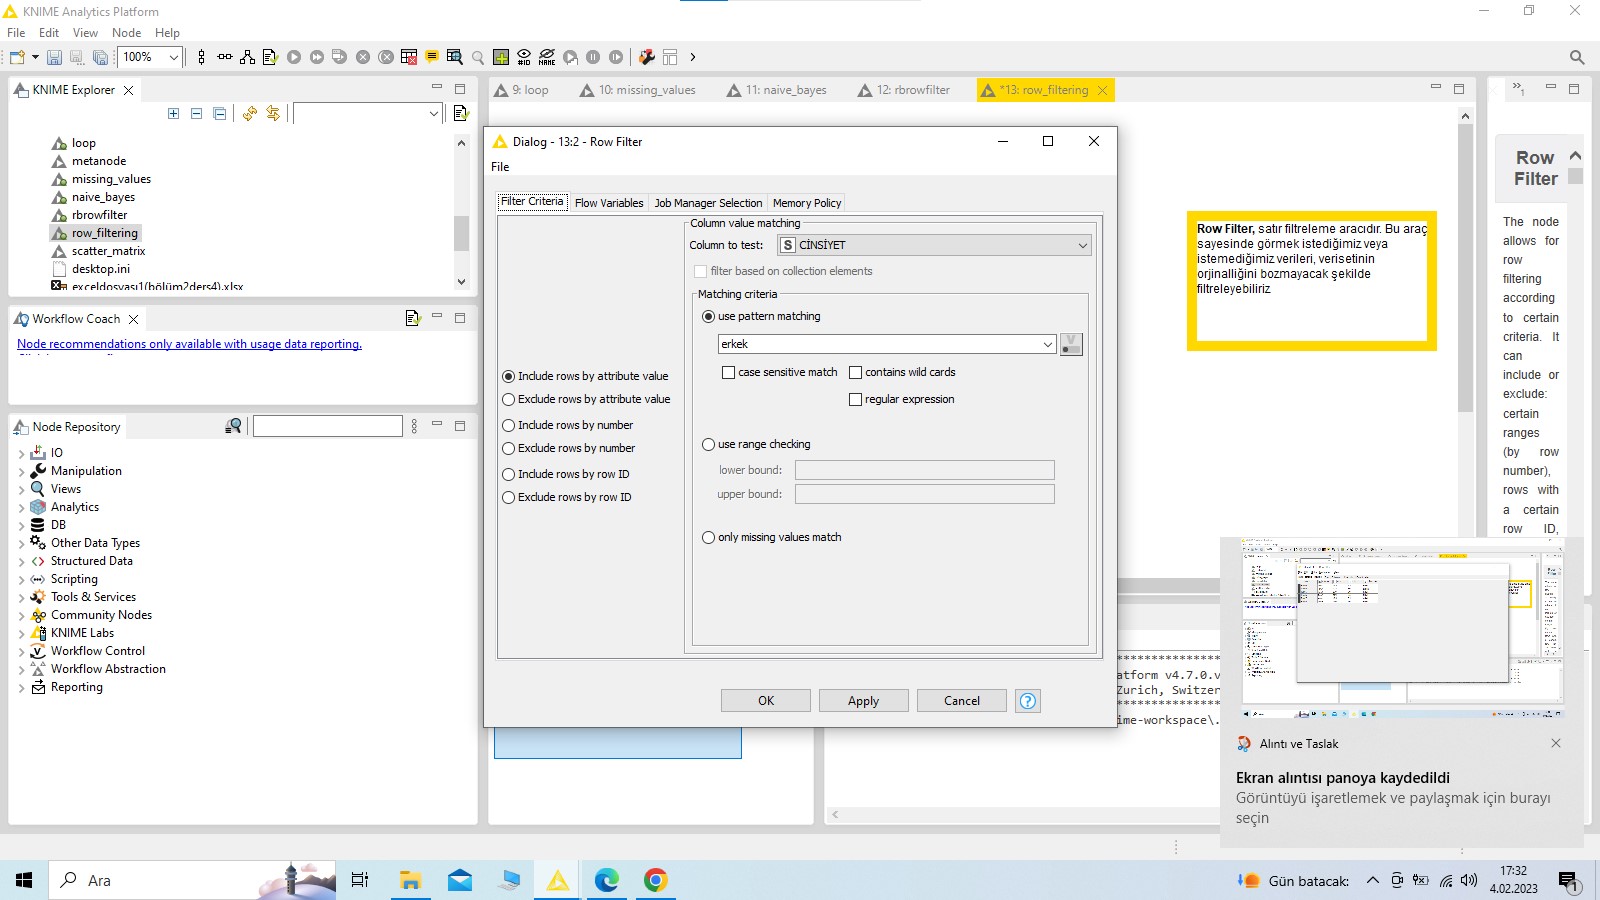 KNIME Analytics Platform
File Edit View Node Help
100%
KNIME Explorer
loop
metanode
missing_values
naive_bayes
rbrowfilter
row_filtering
scatter_matrix
desktop.ini
exceldosyası1(bölüm2ders4).xlsx
Workflow Coach
Node recommendations only available with usage data reporting.
Node Repository
IO
Manipulation
Views
Analytics
DB
Other Data Types
Structured Data
Scripting
Tools & Services
Community Nodes
KNIME Labs
Workflow Control
Workflow Abstraction
Reporting
9: loop
10: missing_values
11: naive_bayes
12: rbrowfilter
*13: row_filtering
Dialog - 13:2 - Row Filter
File
Filter Criteria Flow Variables Job Manager Selection Memory Policy
Include rows by attribute value
Exclude rows by attribute value
Include rows by number
Exclude rows by number
Include rows by row ID
Exclude rows by row ID
Column value matching
Column to test: S CİNSİYET
filter based on collection elements
Matching criteria
use pattern matching
erkek
case sensitive match contains wild cards
regular expression
use range checking
lower bound:
upper bound:
only missing values match
OK Apply Cancel
Row Filter, satır filtreleme aracıdır. Bu araç
sayesinde görmek istediğimiz veya
istemediğimiz verileri, verisetinin
orjinalliğini bozmayacak şekilde
filtreleyebiliriz
Row
Filter
The node
allows for
row
filtering
according
to certain
criteria. It
can
include or
exclude:
certain
ranges
(by row
number),
rows with
a certain
row ID,
***************
atform v4.7.0.v
Zurich, Switzer
***************
ime-workspace\.
Alıntı ve Taslak
Ekran alıntısı panoya kaydedildi
Görüntüyü işaretlemek ve paylaşmak için burayı
seçin
Ara
Gün batacak:
17:32
4.02.2023
1